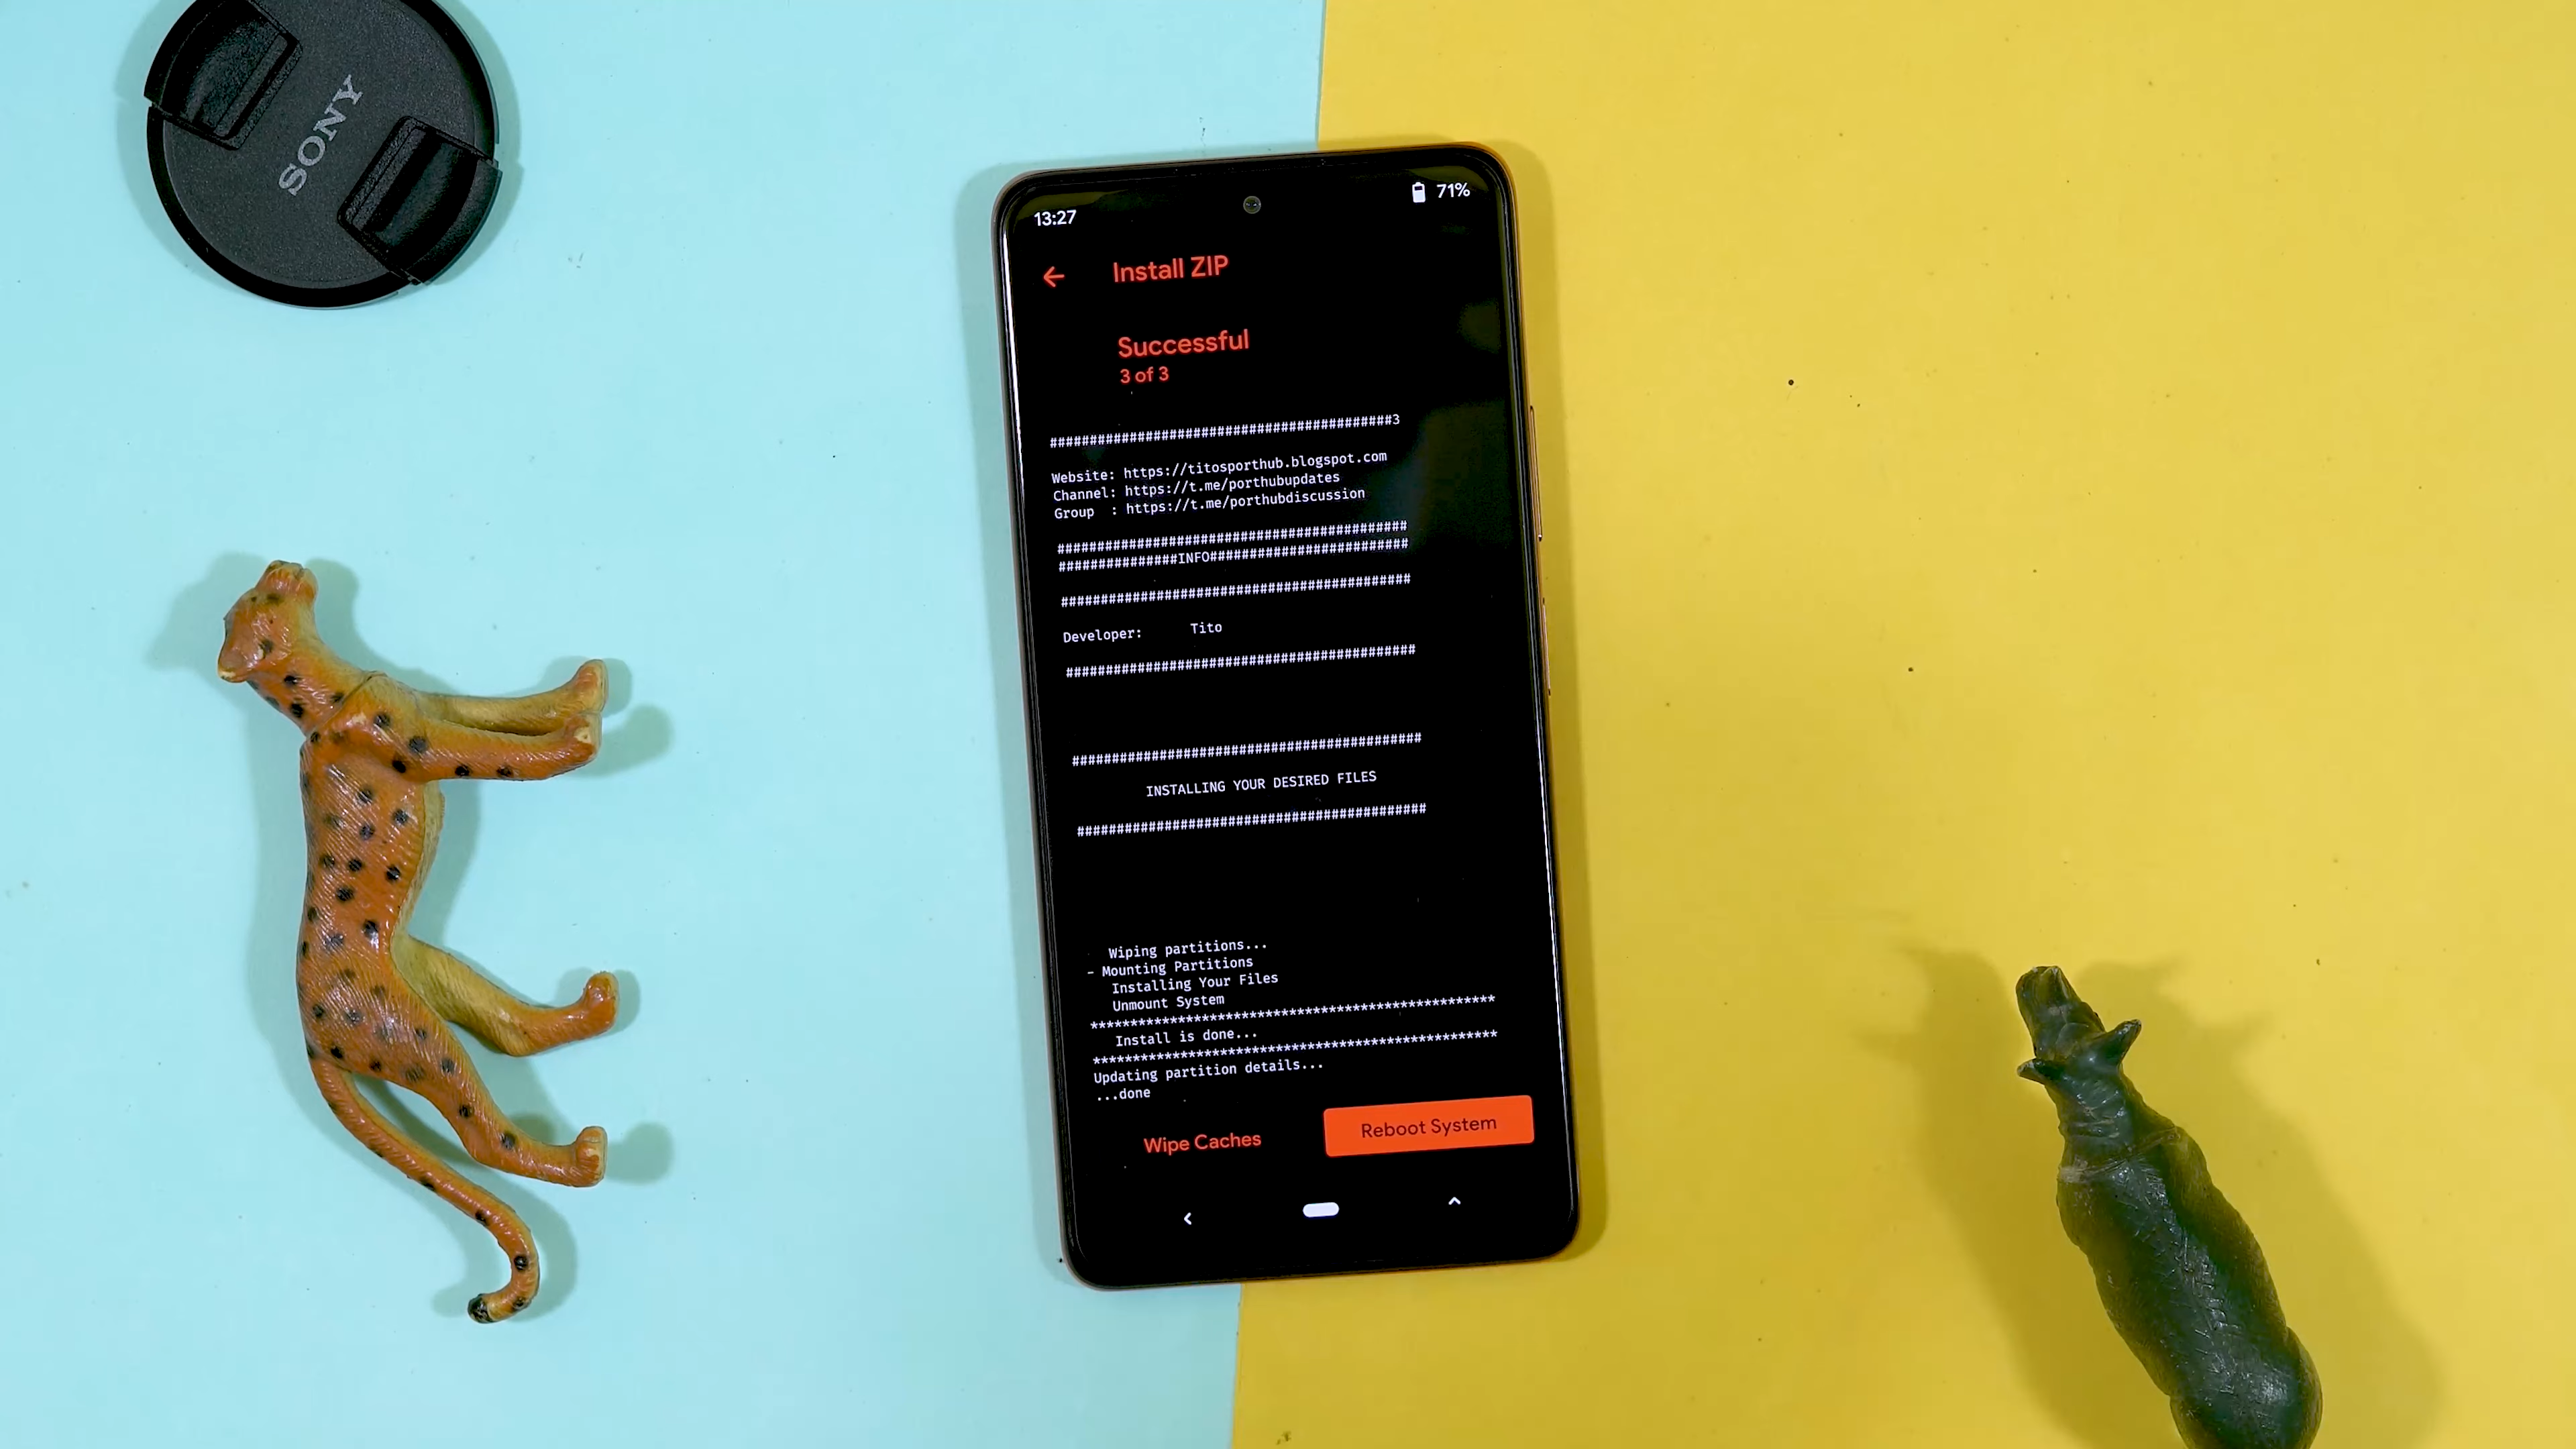 SONY
13:27
71%
Install ZIP
Successful
3 of 3
###########################################3
Website: https://titosporthub.blogspot.com
Channel: https://t.me/porthubupdates
Group  : https://t.me/porthubdiscussion
############################################
###############INFO#########################
############################################
Developer:      Tito
############################################
############################################
INSTALLING YOUR DESIRED FILES
############################################
Wiping partitions...
- Mounting Partitions
Installing Your Files
Unmount System
***************************************************
Install is done...
***************************************************
Updating partition details...
...done
Wipe Caches
Reboot System